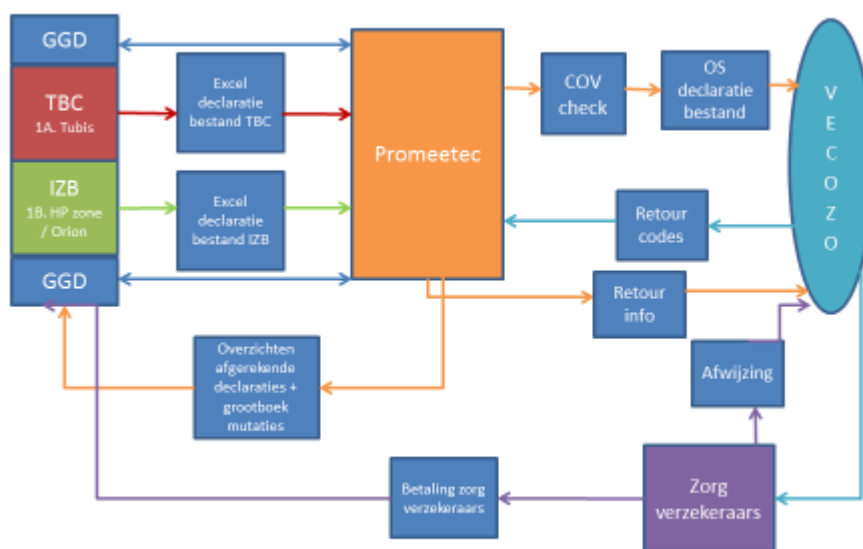 GGD
TBC
1A. Tubis
IZB
1B. HP zone
/ Orion
GGD
Excel
declaratie
bestand TBC
Excel
declaratie
bestand IZB
Promeetec
COV
check
OS
declaratie
bestand
V
E
C
O
Z
O
Retour
codes
Retour
info
Overzichten
afgerekende
declaraties +
grootboek
mutaties
Afwijzing
Betaling zorg
verzekeraars
Zorg
verzekeraars